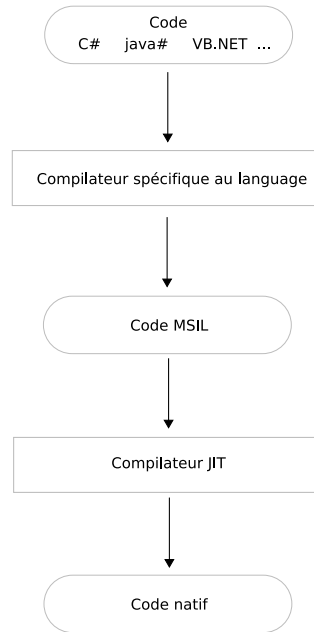 Code
C# java# VB.NET ...
Compilateur spécifique au language
Code MSIL
Compilateur JIT
Code natif